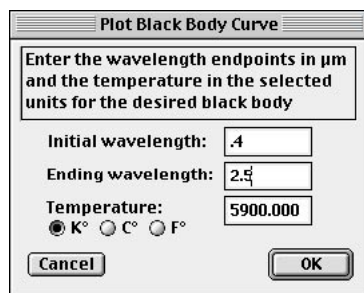 Plot Black Body Curve
Enter the wavelength endpoints in µm
and the temperature in the selected
units for the desired black body
Initial wavelength: .4
Ending wavelength: 2.5
Temperature: 5900.000
K° C° F°
Cancel OK